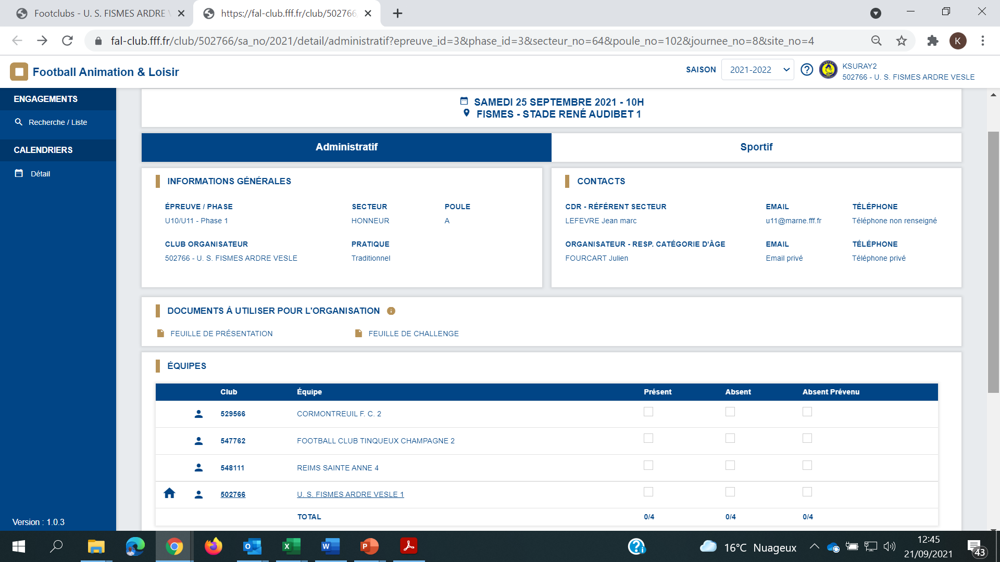 Footclubs - U. S. FISMES ARDRE V
https://fal-club.fff.fr/club/502766
fal-club.fff.fr/club/502766/sa_no/2021/detail/administratif?epreuve_id=3&phase_id=3&secteur_no=64&poule_no=102&journee_no=8&site_no=4
K
Football Animation & Loisir
SAISON
2021-2022
KSURAY2
502766 - U. S. FISMES ARDRE VESLE
ENGAGEMENTS
Recherche / Liste
CALENDRIERS
Détail
Version : 1.0.3
SAMEDI 25 SEPTEMBRE 2021 - 10H
FISMES - STADE RENÉ AUDIBET 1
Administratif
Sportif
INFORMATIONS GÉNÉRALES
ÉPREUVE / PHASE SECTEUR POULE
U10/U11 - Phase 1 HONNEUR A
CLUB ORGANISATEUR PRATIQUE
502766 - U. S. FISMES ARDRE VESLE Traditionnel
CONTACTS
CDR - RÉFÉRENT SECTEUR EMAIL TÉLÉPHONE
LEFEVRE Jean marc u11@marne.fff.fr Téléphone non renseigné
ORGANISATEUR - RESP. CATÉGORIE D'ÂGE EMAIL TÉLÉPHONE
FOURCART Julien Email privé Téléphone privé
DOCUMENTS À UTILISER POUR L'ORGANISATION
FEUILLE DE PRÉSENTATION FEUILLE DE CHALLENGE
ÉQUIPES
Club Équipe Présent Absent Absent Prévenu
529566 CORMONTREUIL F. C. 2
547762 FOOTBALL CLUB TINQUEUX CHAMPAGNE 2
548111 REIMS SAINTE ANNE 4
502766 U. S. FISMES ARDRE VESLE 1
TOTAL 0/4 0/4 0/4
16°C Nuageux
12:45
21/09/2021
43